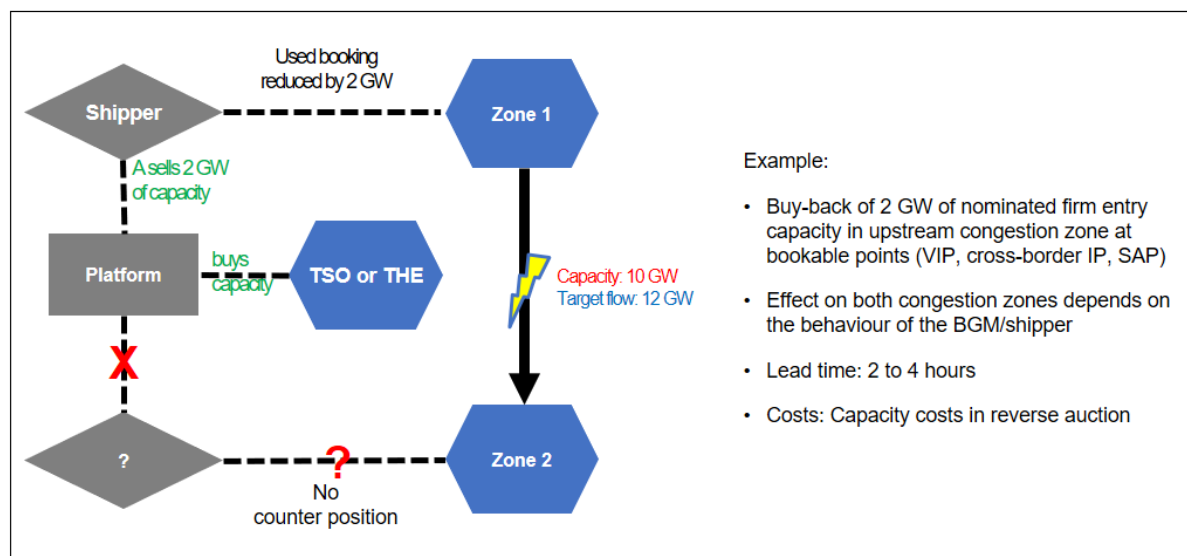 Used booking
reduced by 2 GW
Shipper
Zone 1
A sells 2 GW
of capacity
Platform
buys
capacity
TSO or THE
Capacity: 10 GW
Target flow: 12 GW
X
?
?
Zone 2
No
counter position
Example:
• Buy-back of 2 GW of nominated firm entry
capacity in upstream congestion zone at
bookable points (VIP, cross-border IP, SAP)
• Effect on both congestion zones depends on
the behaviour of the BGM/shipper
• Lead time: 2 to 4 hours
• Costs: Capacity costs in reverse auction